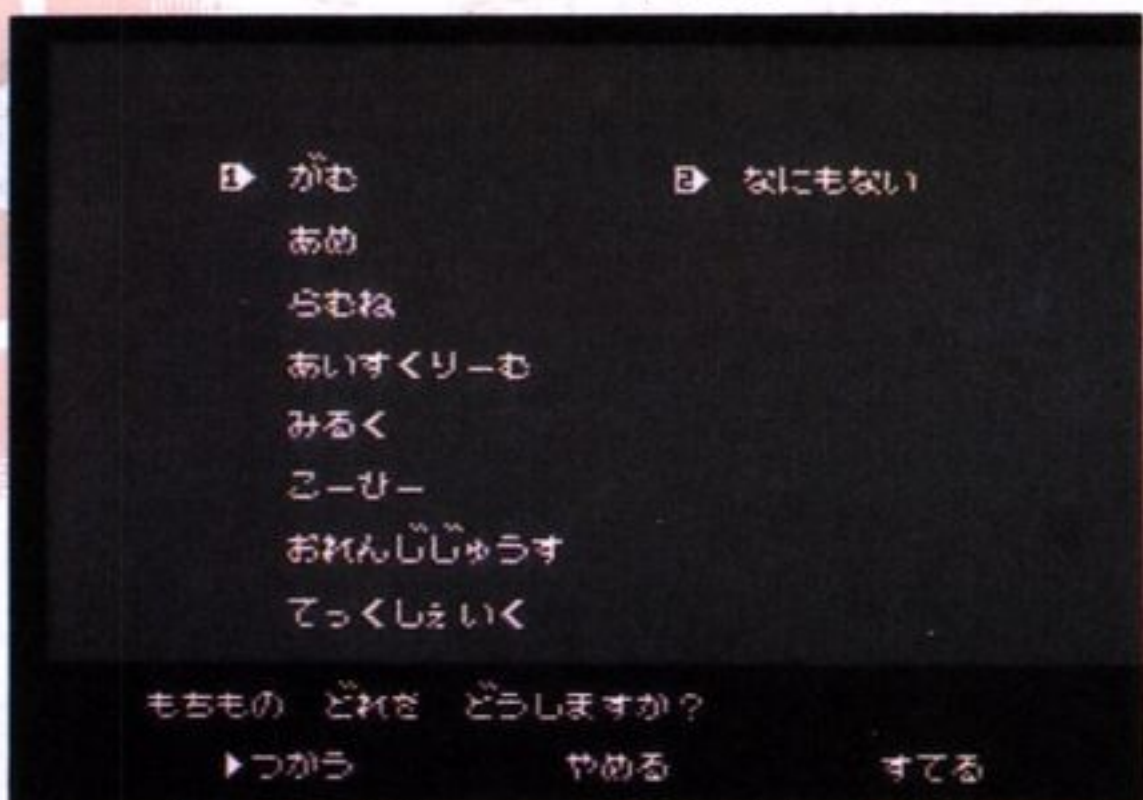 1 がむ 2 なにもない
あめ
らむね
あいすくりーむ
みるく
こーひー
おれんじじゅうす
てっくしぇいく
もちもの どれを どうしますか？
▶つかう やめる すてる